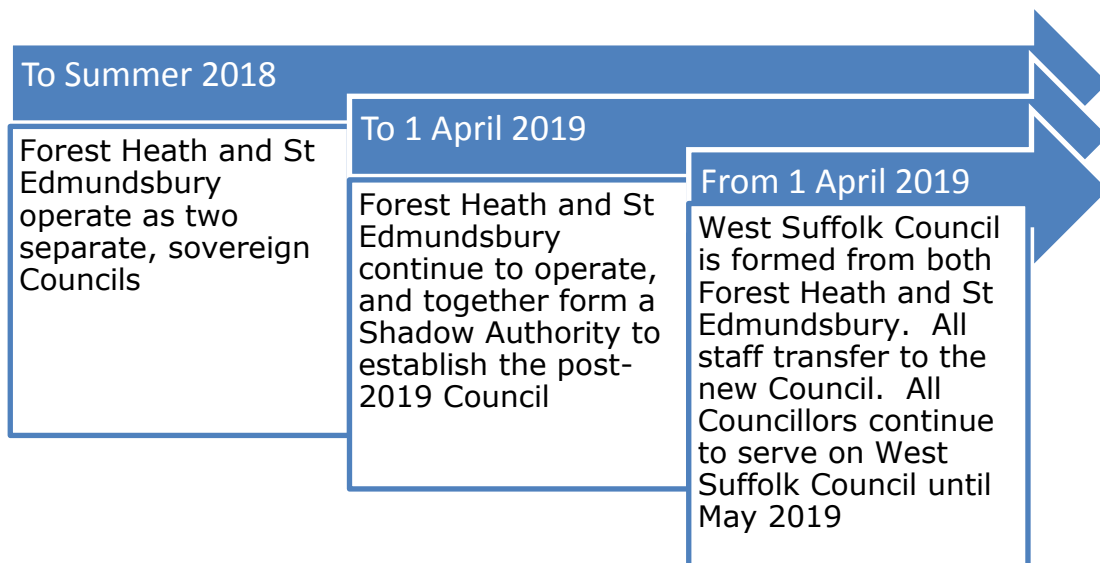 To Summer 2018
Forest Heath and St
Edmundsbury
operate as two
separate, sovereign
Councils
To 1 April 2019
Forest Heath and St
Edmundsbury
continue to operate,
and together form a
Shadow Authority to
establish the post-
2019 Council
From 1 April 2019
West Suffolk Council
is formed from both
Forest Heath and St
Edmundsbury.  All
staff transfer to the
new Council.  All
Councillors continue
to serve on West
Suffolk Council until
May 2019